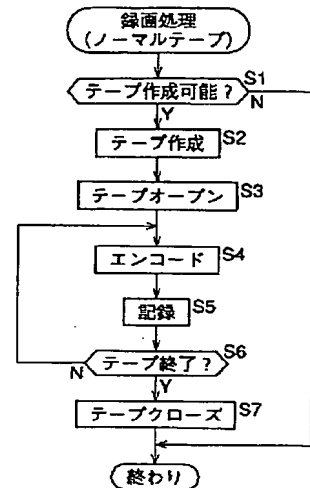 録画処理
(ノーマルテープ)
テープ作成可能?
S1
N
Y
テープ作成
S2
テープオープン
S3
エンコード
S4
記録
S5
テープ終了?
S6
N
Y
テープクローズ
S7
終わり